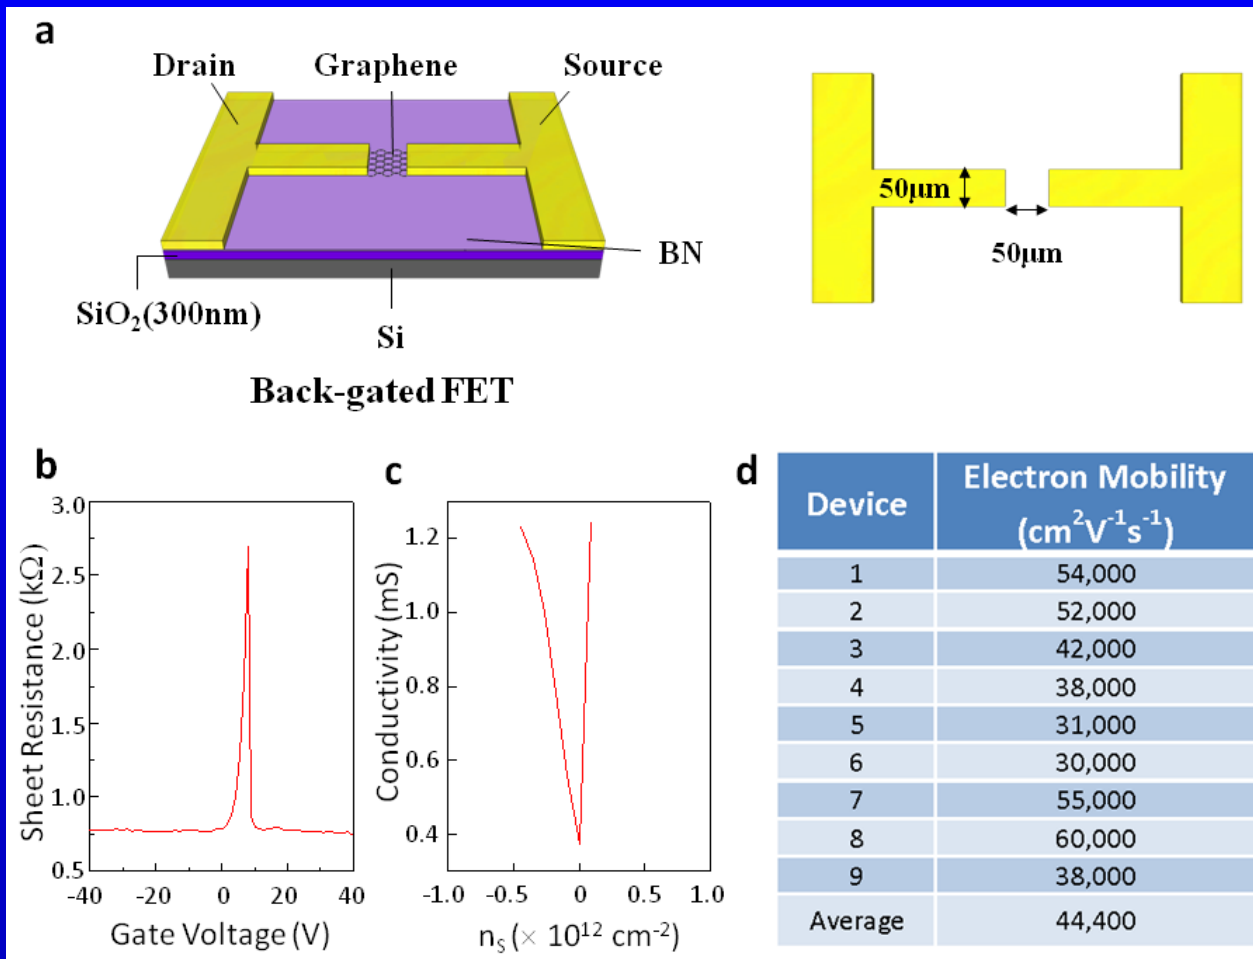 a
Drain Graphene Source
50μm
50μm
BN
SiO₂(300nm)
Si
Back-gated FET
b
3.0
2.5
2.0
1.5
1.0
0.5
-40 -20 0 20 40
Sheet Resistance (kΩ)
Gate Voltage (V)
c
1.2
1.0
0.8
0.6
0.4
-1.0 -0.5 0 0.5 1.0
Conductivity (mS)
nₛ (× 10¹² cm⁻²)
d
Device Electron Mobility (cm²V⁻¹s⁻¹)
1 54,000
2 52,000
3 42,000
4 38,000
5 31,000
6 30,000
7 55,000
8 60,000
9 38,000
Average 44,400